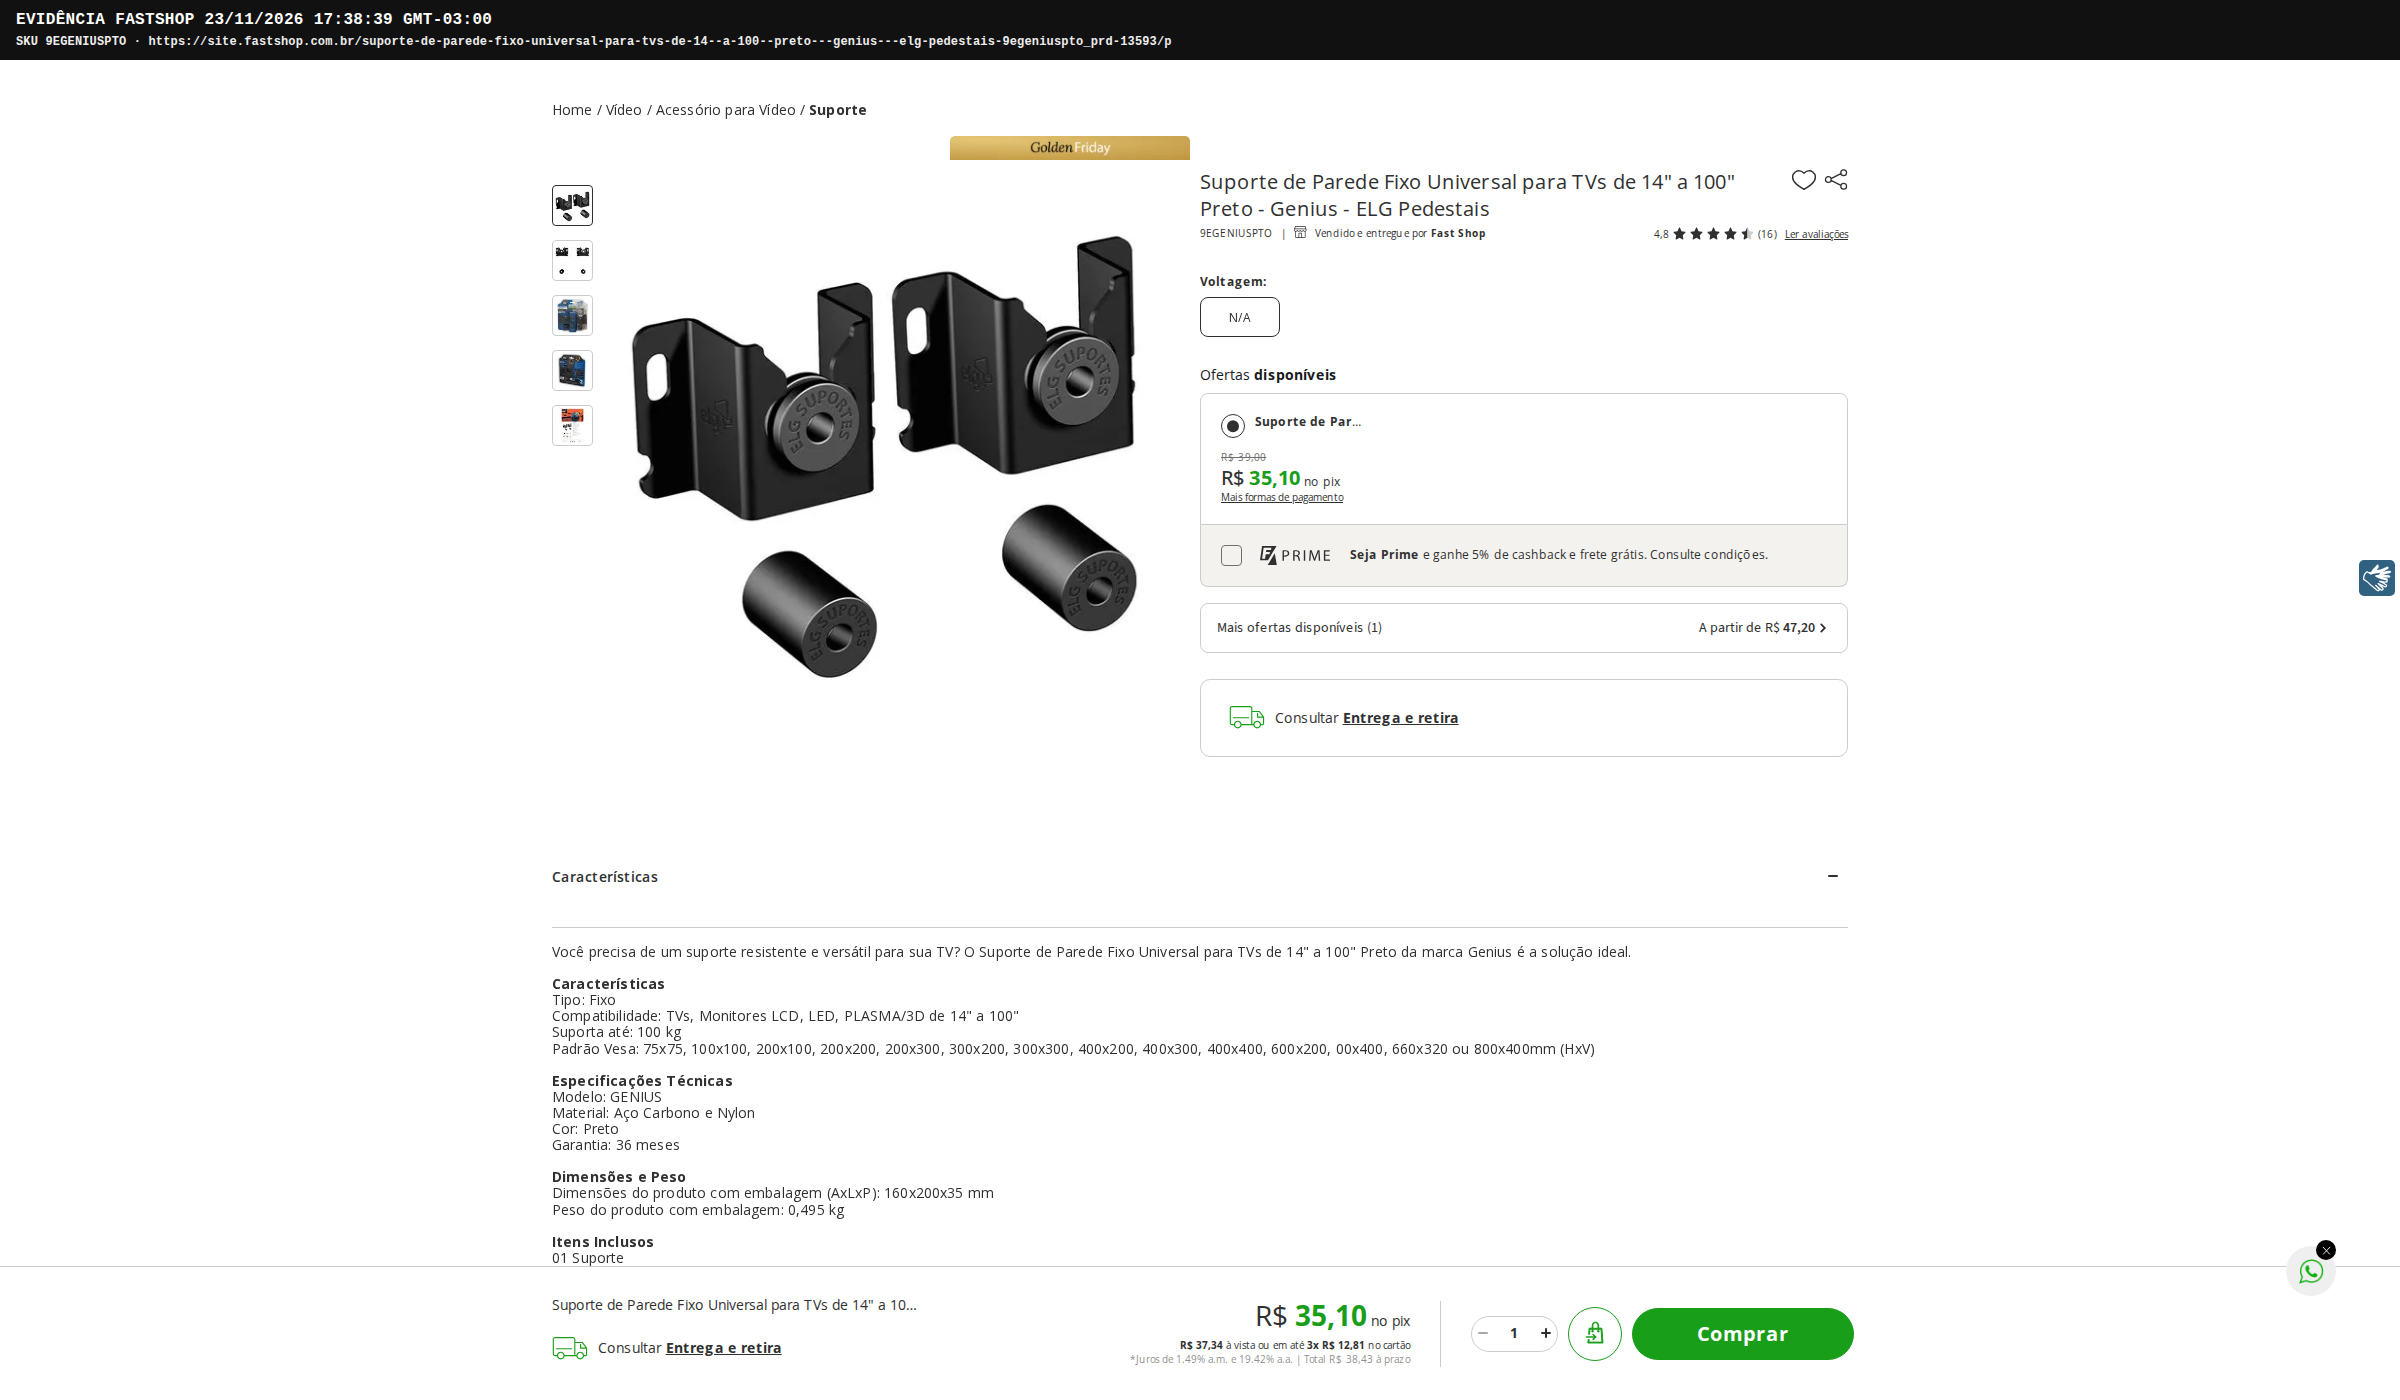 EVIDÊNCIA FASTSHOP 23/11/2026 17:38:39 GMT-03:00
SKU 9EGENIUSPTO · https://site.fastshop.com.br/suporte-de-parede-fixo-universal-para-tvs-de-14--a-100--preto---genius---elg-pedestais-9egeniuspto_prd-13593/p
Home / Vídeo / Acessório para Vídeo / Suporte
Golden Friday
Suporte de Parede Fixo Universal para TVs de 14" a 100"
Preto - Genius - ELG Pedestais
9EGENIUSPTO | Vendido e entregue por Fast Shop
4,8 (16) Ler avaliações
Voltagem:
N/A
Ofertas disponíveis
Suporte de Par...
R$ 39,00
R$ 35,10 no pix
Mais formas de pagamento
PRIME Seja Prime e ganhe 5% de cashback e frete grátis. Consulte condições.
Mais ofertas disponíveis (1) A partir de R$ 47,20
Consultar Entrega e retira
ELG SUPORTES
ELG SUPORTES
ELG SUPORTES
ELG SUPORTES
Características
Você precisa de um suporte resistente e versátil para sua TV? O Suporte de Parede Fixo Universal para TVs de 14" a 100" Preto da marca Genius é a solução ideal.
Características
Tipo: Fixo
Compatibilidade: TVs, Monitores LCD, LED, PLASMA/3D de 14" a 100"
Suporta até: 100 kg
Padrão Vesa: 75x75, 100x100, 200x100, 200x200, 200x300, 300x200, 300x300, 400x200, 400x300, 400x400, 600x200, 00x400, 660x320 ou 800x400mm (HxV)
Especificações Técnicas
Modelo: GENIUS
Material: Aço Carbono e Nylon
Cor: Preto
Garantia: 36 meses
Dimensões e Peso
Dimensões do produto com embalagem (AxLxP): 160x200x35 mm
Peso do produto com embalagem: 0,495 kg
Itens Inclusos
01 Suporte
Suporte de Parede Fixo Universal para TVs de 14" a 10...
Consultar Entrega e retira
R$ 35,10 no pix
R$ 37,34 à vista ou em até 3x R$ 12,81 no cartão
*Juros de 1.49% a.m. e 19.42% a.a. | Total R$ 38,43 à prazo
1
Comprar